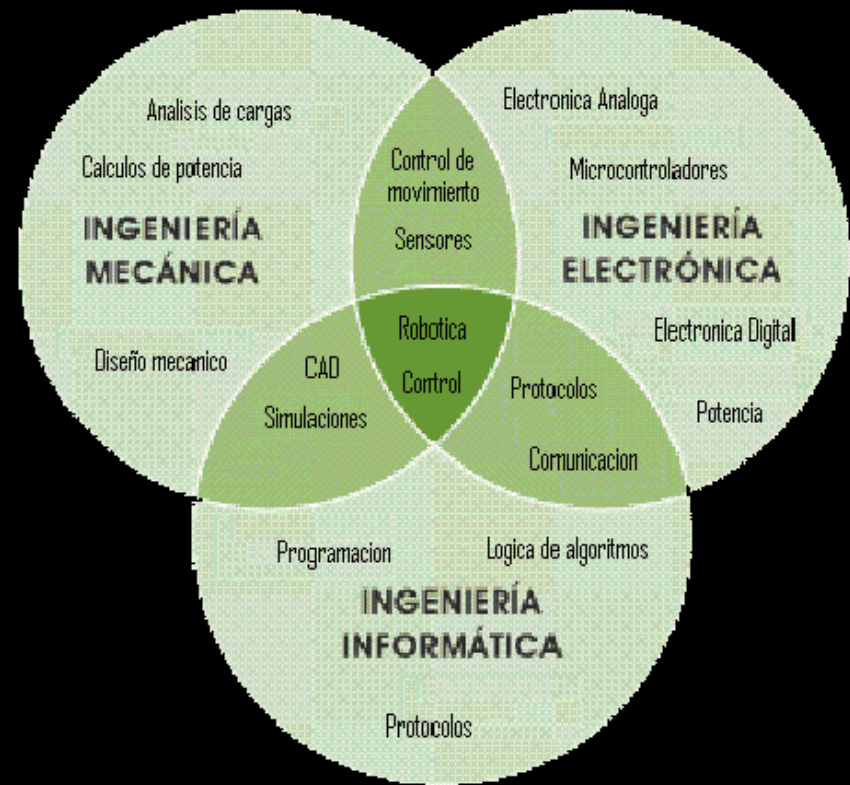 Analisis de cargas
Calculos de potencia
INGENIERÍA
MECÁNICA
Diseño mecanico
Control de
movimiento
Sensores
Electronica Analoga
Microcontroladores
INGENIERÍA
ELECTRÓNICA
Electronica Digital
Potencia
Robotica
Control
CAD
Simulaciones
Protocolos
Comunicacion
Programacion
Logica de algoritmos
INGENIERÍA
INFORMÁTICA
Protocolos